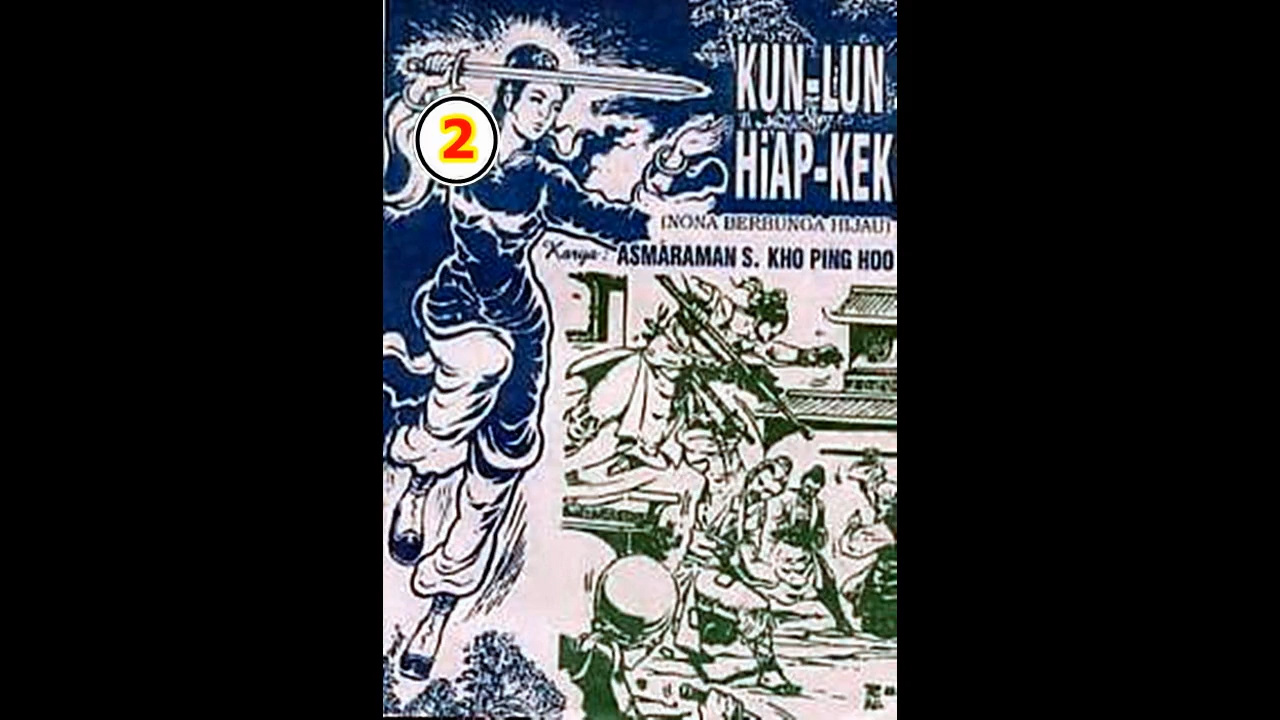 2
KUN-LUN
HiAP-KEK
(NONA BERBUNGA HIJAU)
Karya : ASMARAMAN S. KHO PING HOO